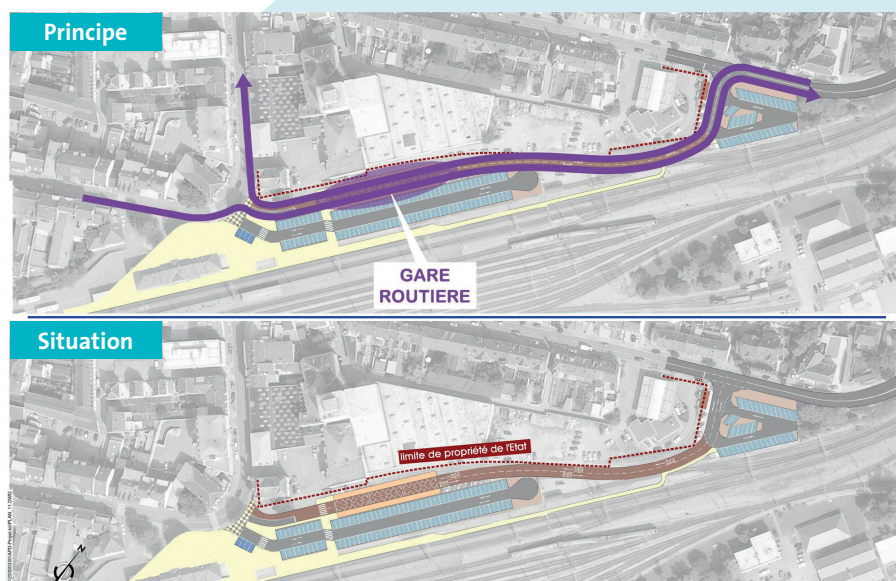 Principe
GARE
ROUTIERE
Situation
limite de propriété de l'Etat
N